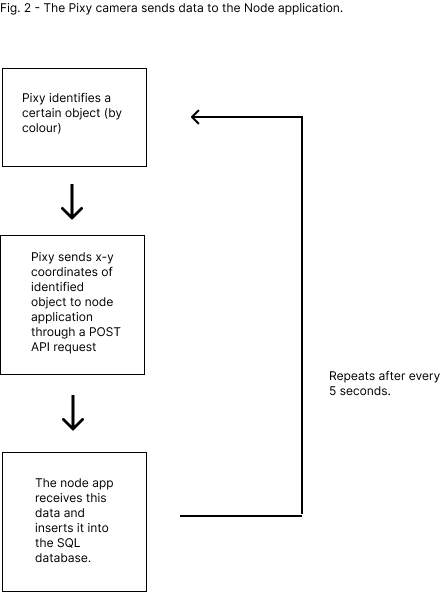 Fig. 2 - The Pixy camera sends data to the Node application.
Pixy identifies a
certain object (by
colour)
Pixy sends x-y
coordinates of
identified
object to node
application
through a POST
API request
Repeats after every
5 seconds.
The node app
receives this
data and
inserts it into
the SQL
database.